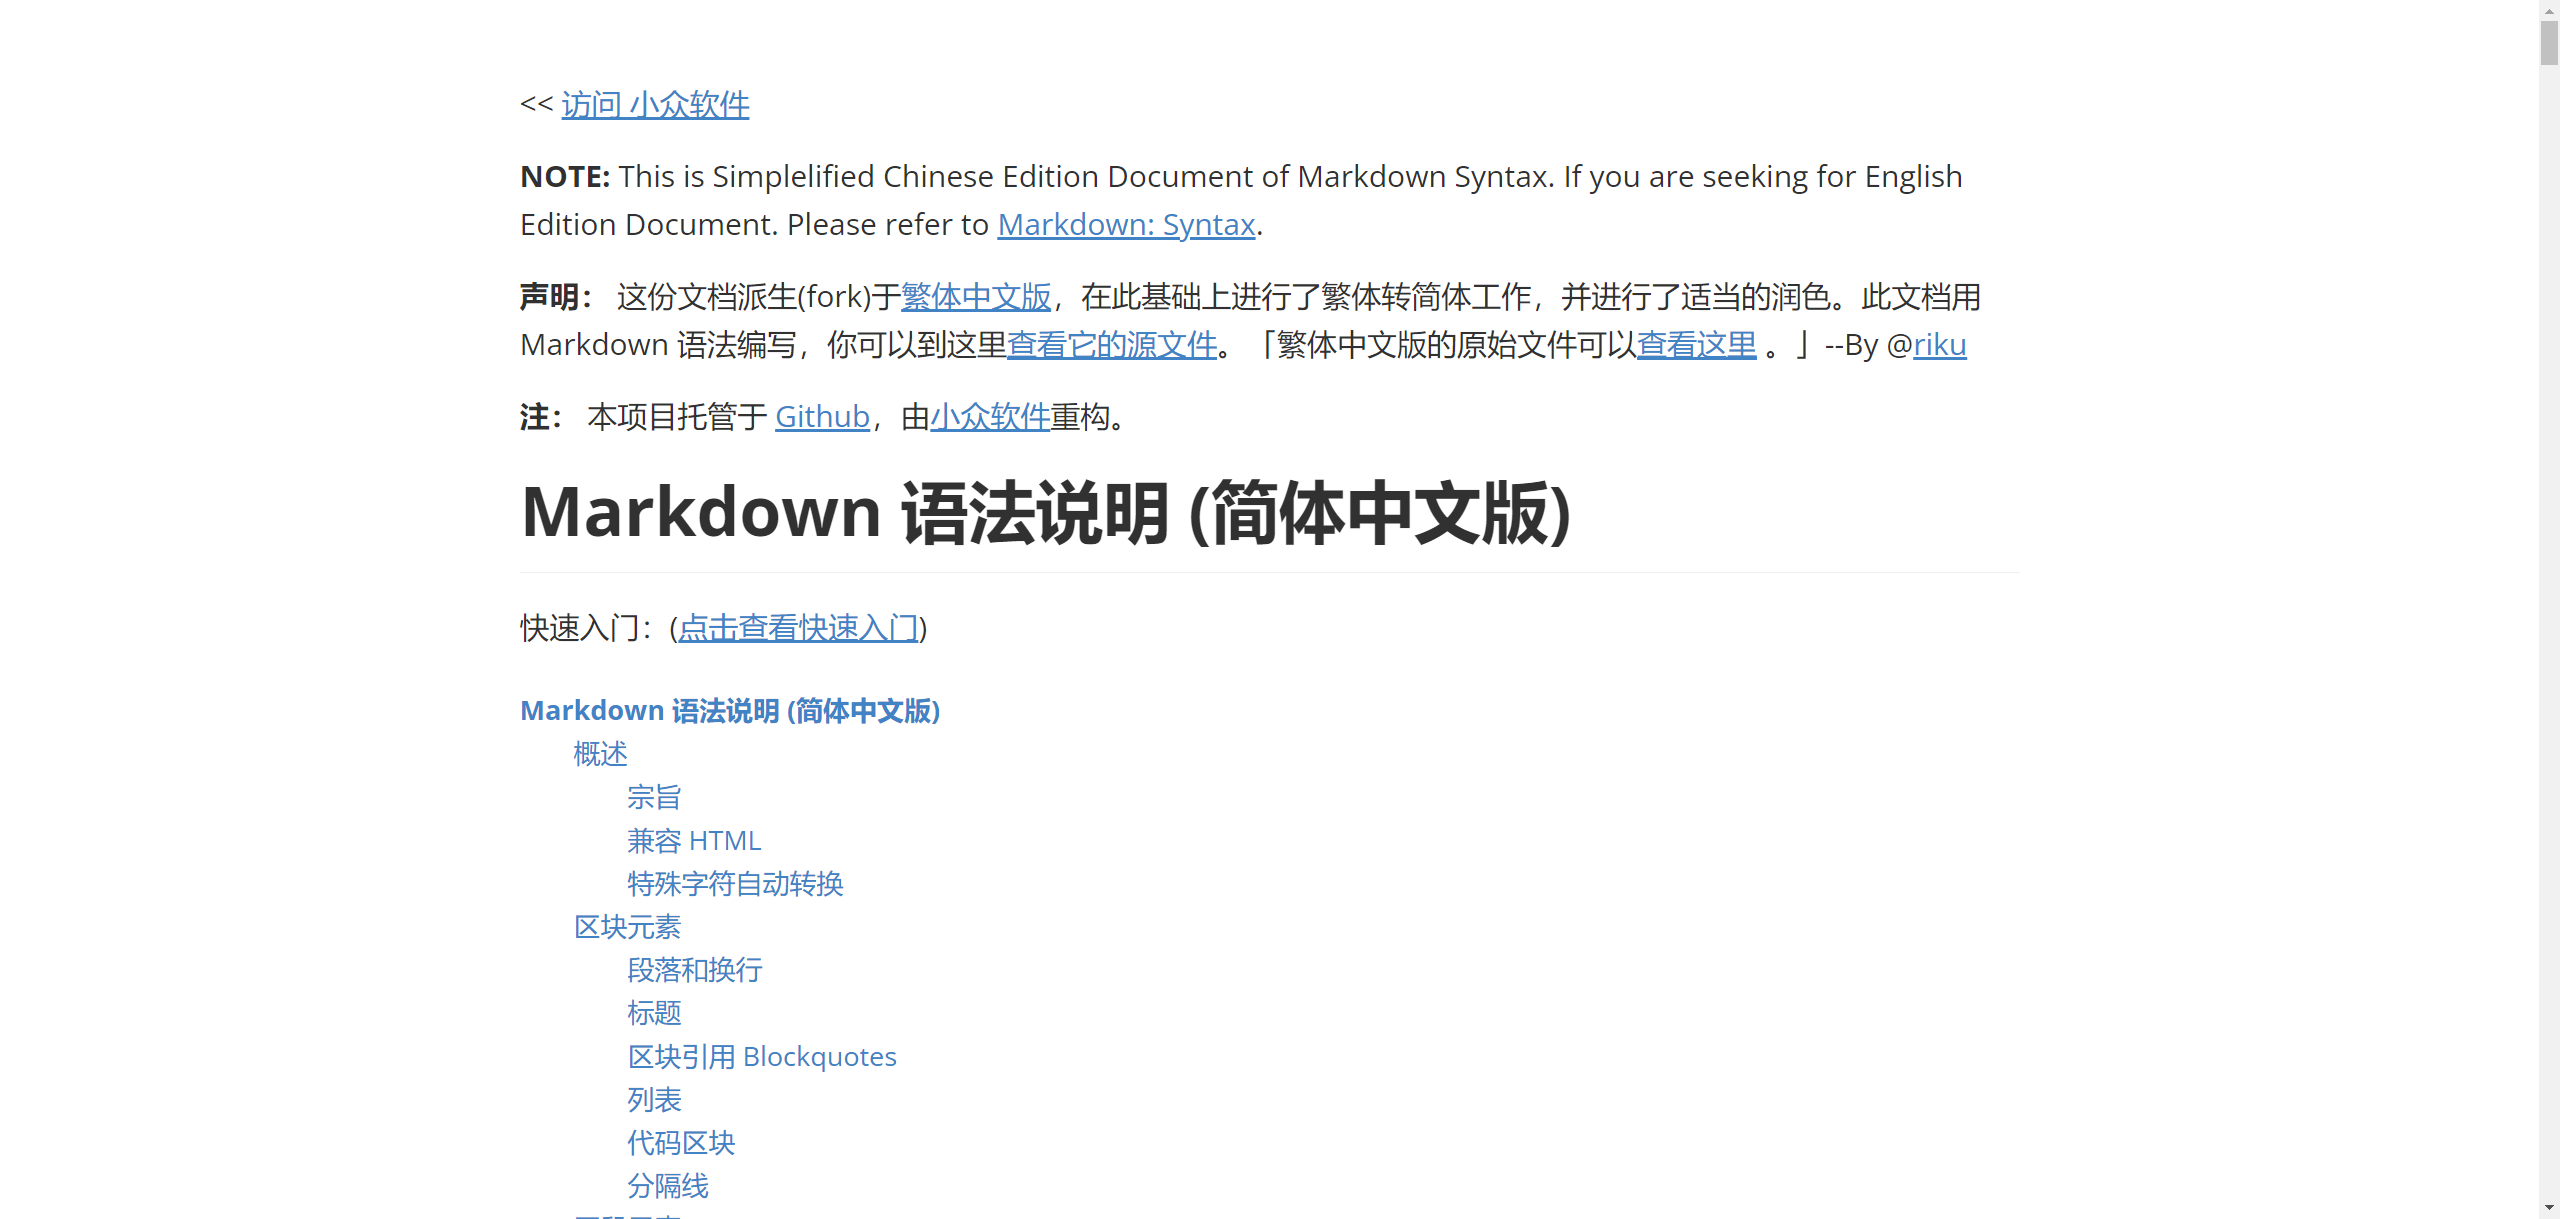 << 访问 小众软件
NOTE: This is Simplelified Chinese Edition Document of Markdown Syntax. If you are seeking for English
Edition Document. Please refer to Markdown: Syntax.
声明： 这份文档派生(fork)于繁体中文版，在此基础上进行了繁体转简体工作，并进行了适当的润色。此文档用
Markdown 语法编写，你可以到这里查看它的源文件。「繁体中文版的原始文件可以查看这里 。」--By @riku
注： 本项目托管于 Github，由小众软件重构。
Markdown 语法说明 (简体中文版)
快速入门：(点击查看快速入门)
Markdown 语法说明 (简体中文版)
概述
宗旨
兼容 HTML
特殊字符自动转换
区块元素
段落和换行
标题
区块引用 Blockquotes
列表
代码区块
分隔线